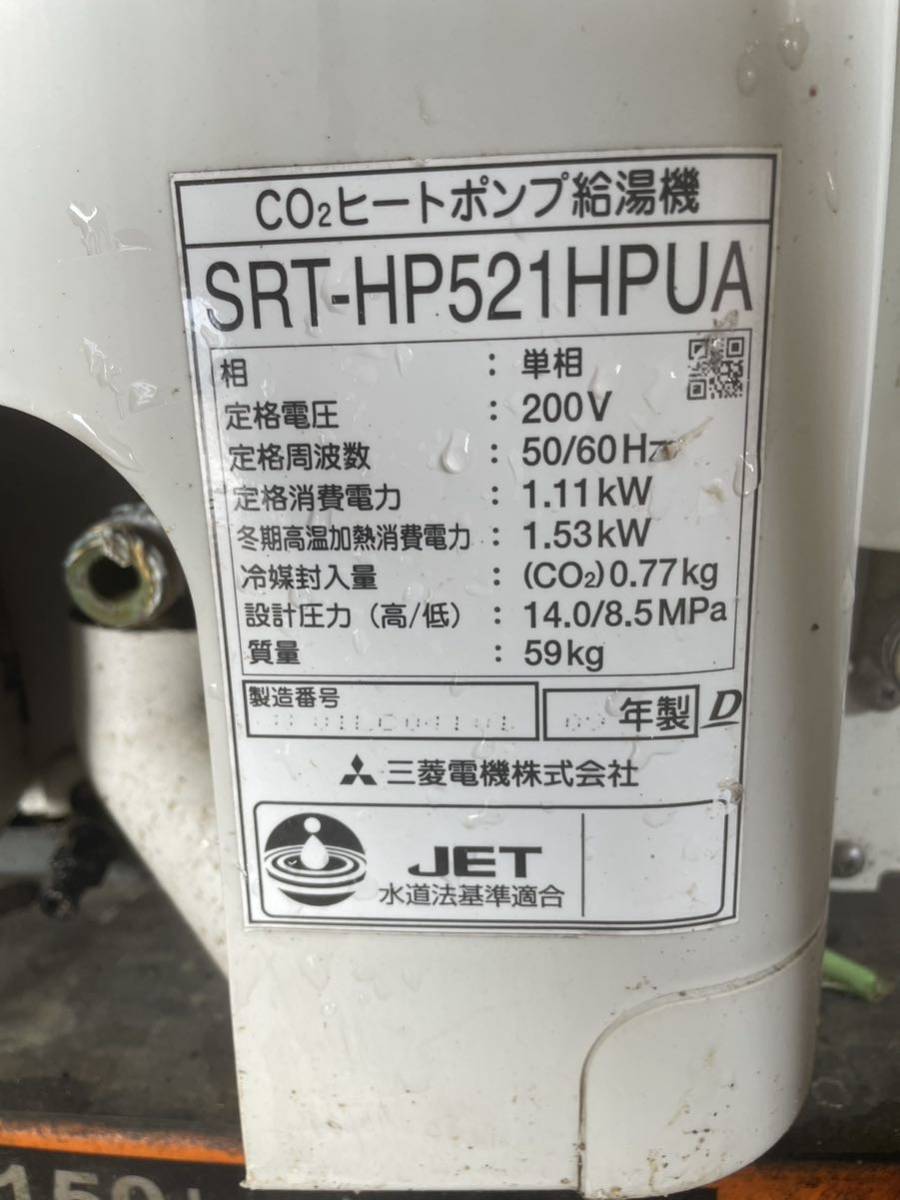 CO₂ヒートポンプ給湯機
SRT-HP521HPUA
相 : 単相
定格電圧 : 200V
定格周波数 : 50/60Hz
定格消費電力 : 1.11kW
冬期高温加熱消費電力 : 1.53kW
冷媒封入量 : (CO₂)0.77kg
設計圧力（高/低） : 14.0/8.5MPa
質量 : 59kg
製造番号
年製 D
三菱電機株式会社
JET
水道法基準適合